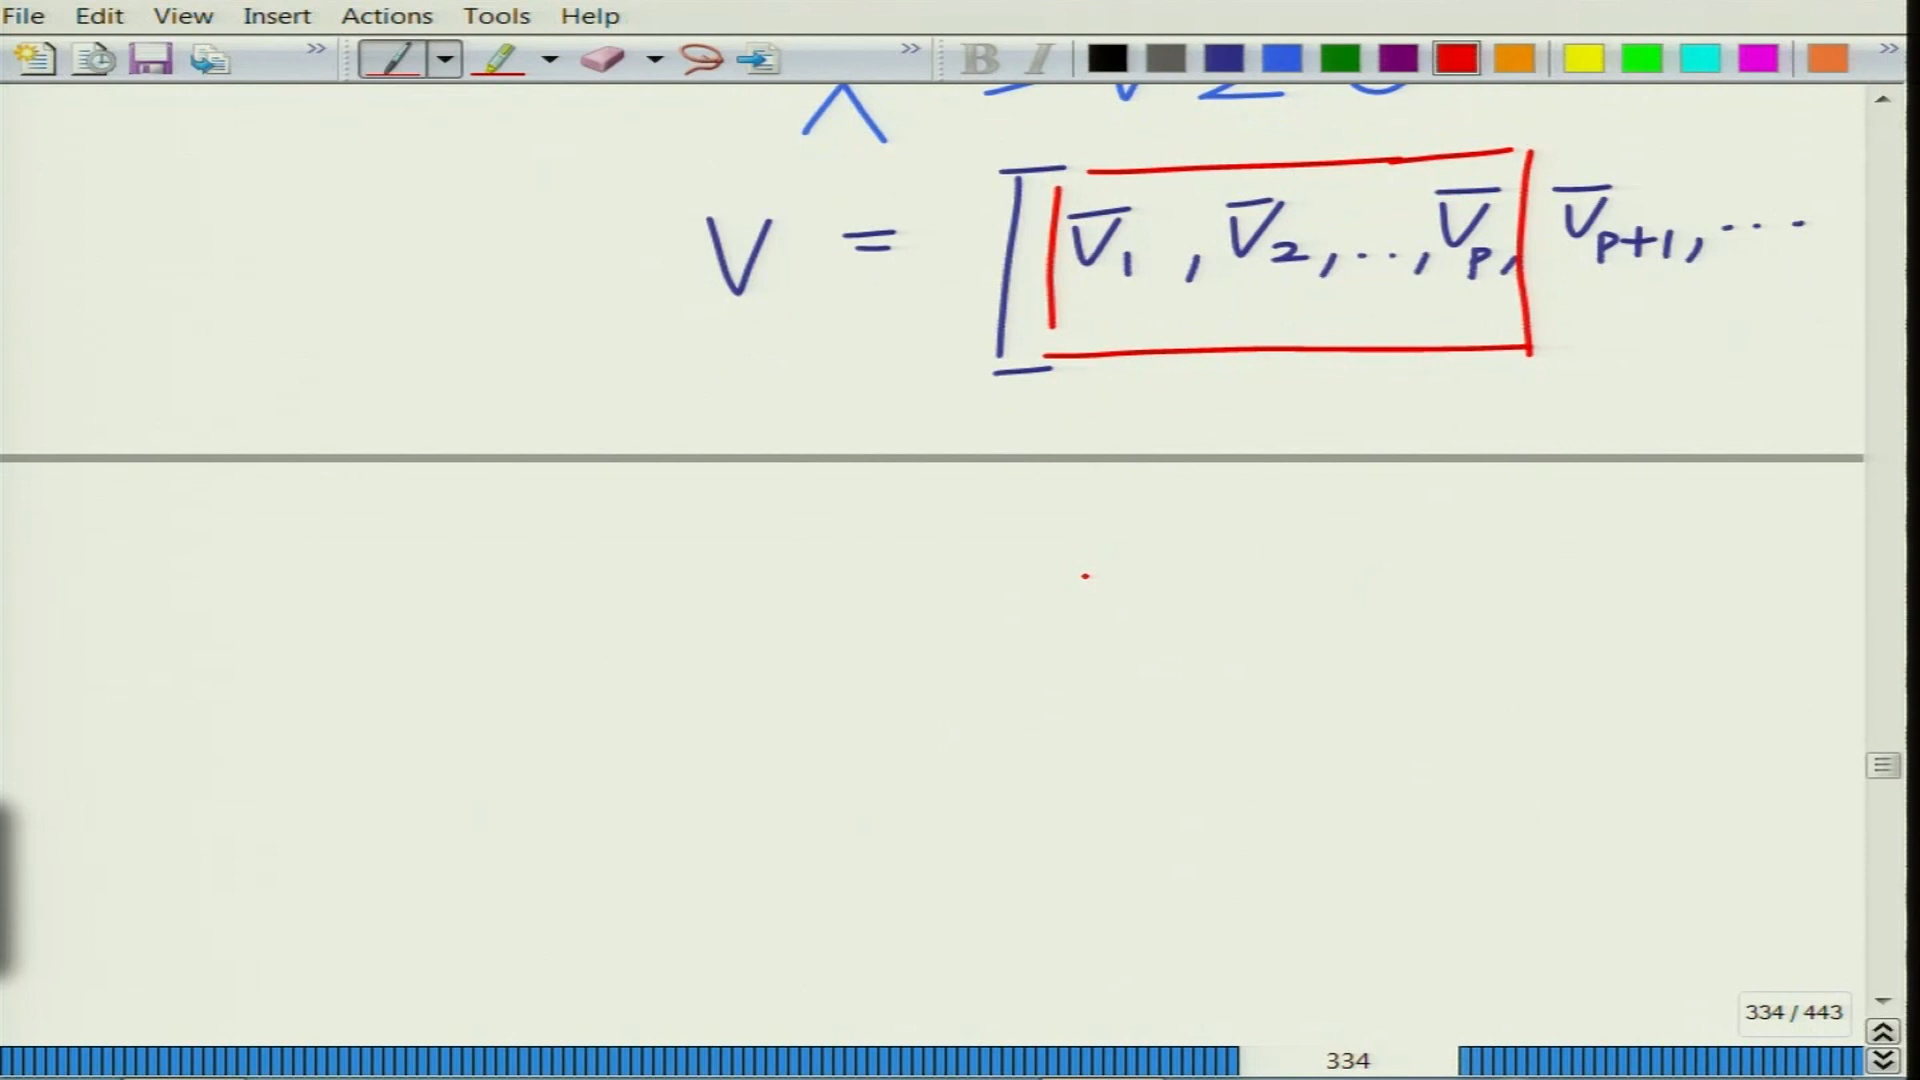 File Edit View Insert Actions Tools Help
B I
V = [ V̅₁ , V̅₂, ..., V̅ₚ, V̅ₚ₊₁, ...
334 / 443
334